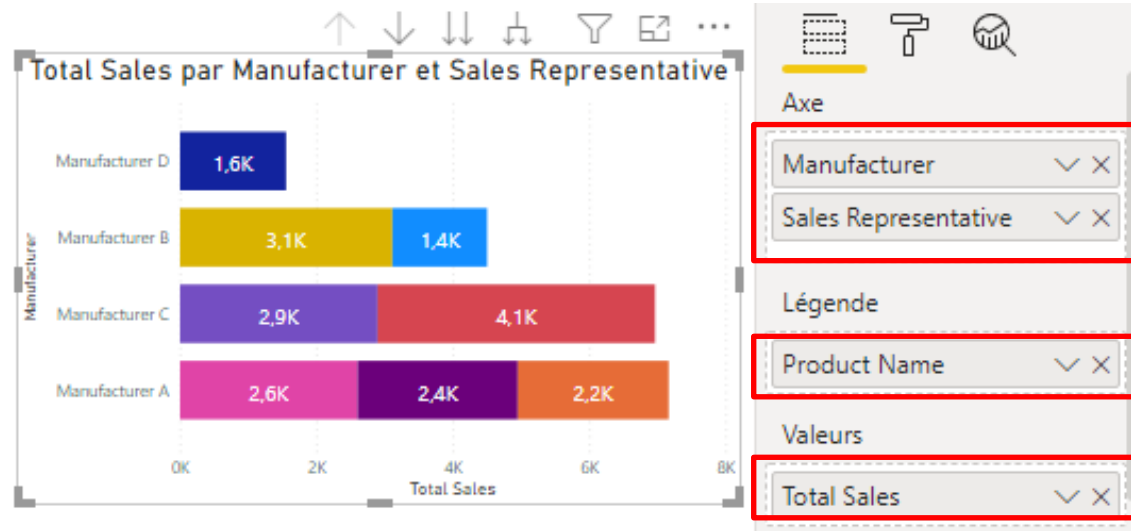 Total Sales par Manufacturer et Sales Representative
Manufacturer
Manufacturer D
1,6K
Manufacturer B
3,1K 1,4K
Manufacturer C
2,9K 4,1K
Manufacturer A
2,6K 2,4K 2,2K
0K 2K 4K 6K 8K
Total Sales
Axe
Manufacturer
Sales Representative
Légende
Product Name
Valeurs
Total Sales